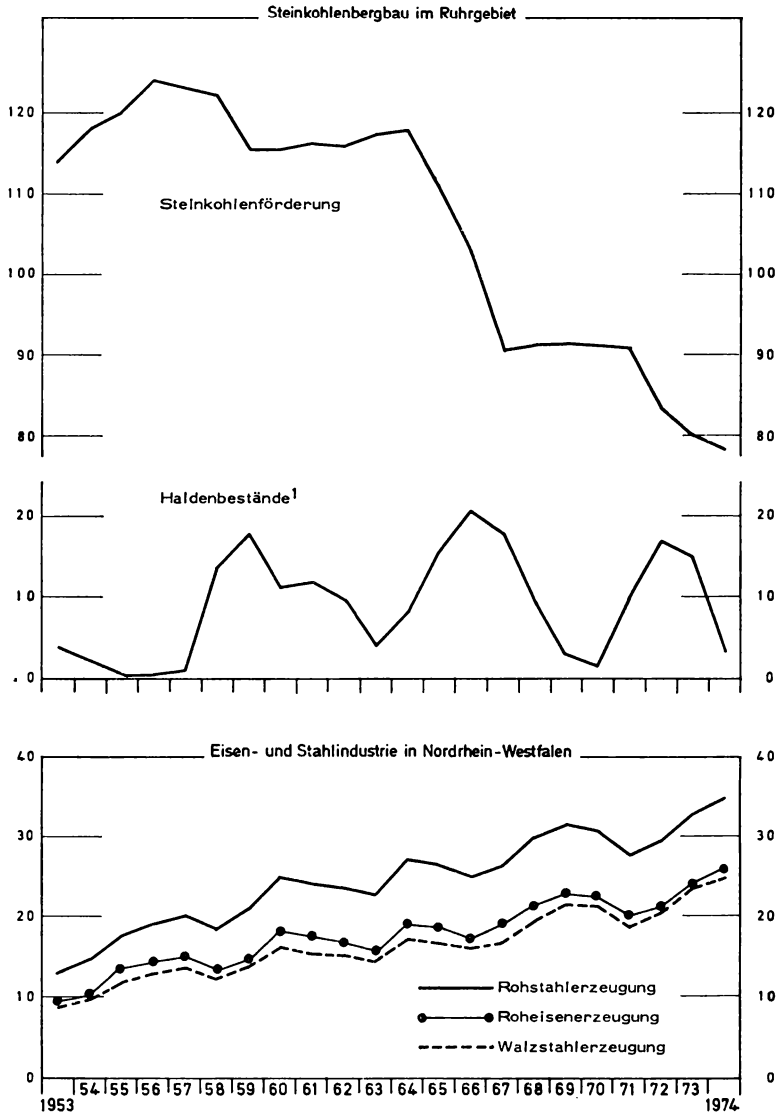 Steinkohlenbergbau im Ruhrgebiet
120 120
110 110
Steinkohlenförderung
100 100
90 90
80 80
Haldenbestände1
20 20
10 10
0 0
Eisen- und Stahlindustrie in Nordrhein-Westfalen
40 40
30 30
20 20
Rohstahlerzeugung
10 10
Roheisenerzeugung
Walzstahlerzeugung
0 0
54 55 56 57 58 59 60 61 62 63 64 65 66 67 68 69 70 71 72 73
1953 1974